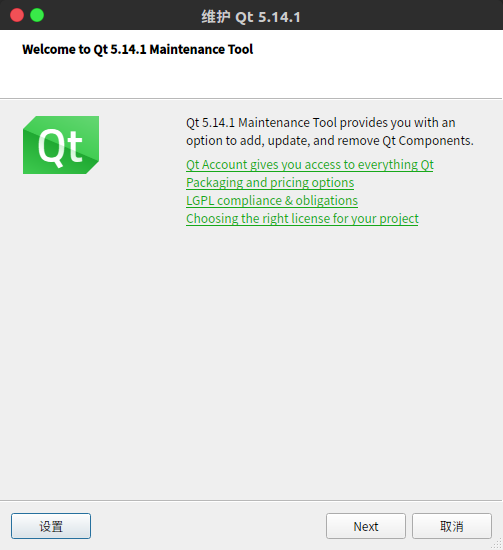 维护 Qt 5.14.1
Welcome to Qt 5.14.1 Maintenance Tool
Qt
Qt 5.14.1 Maintenance Tool provides you with an
option to add, update, and remove Qt Components.
Qt Account gives you access to everything Qt
Packaging and pricing options
LGPL compliance & obligations
Choosing the right license for your project
设置
Next
取消